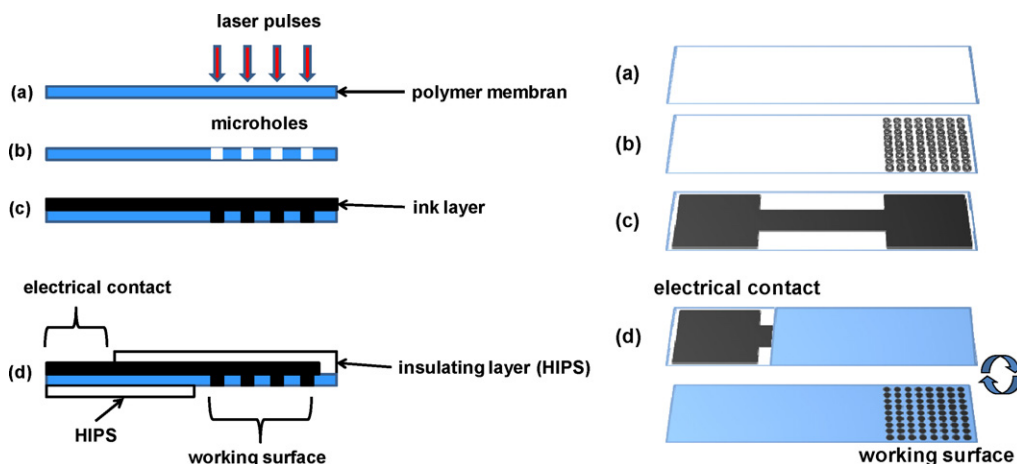 laser pulses
(a)
polymer membran
microholes
(b)
(c)
ink layer
electrical contact
(d)
insulating layer (HIPS)
HIPS
working surface
(a)
(b)
(c)
electrical contact
(d)
working surface